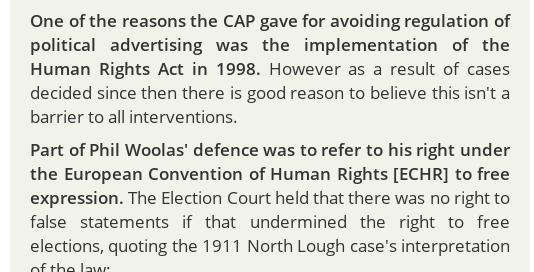 One of the reasons the CAP gave for avoiding regulation of
political advertising was the implementation of the
Human Rights Act in 1998. However as a result of cases
decided since then there is good reason to believe this isn't a
barrier to all interventions.
Part of Phil Woolas' defence was to refer to his right under
the European Convention of Human Rights [ECHR] to free
expression. The Election Court held that there was no right to
false statements if that undermined the right to free
elections, quoting the 1911 North Lough case's interpretation
of the law: